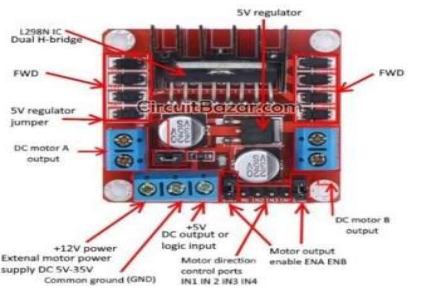 5V regulator
L298N IC
Dual H-bridge
FWD
FWD
CircuitBazar.com
5V regulator
jumper
DC motor A
output
DC motor B
output
+12V power
Extenal motor power
supply DC 5V-35V
Common ground (GND)
+5V
DC output or
logic input
Motor direction
control ports
IN1 IN 2 IN3 IN4
Motor output
enable ENA ENB